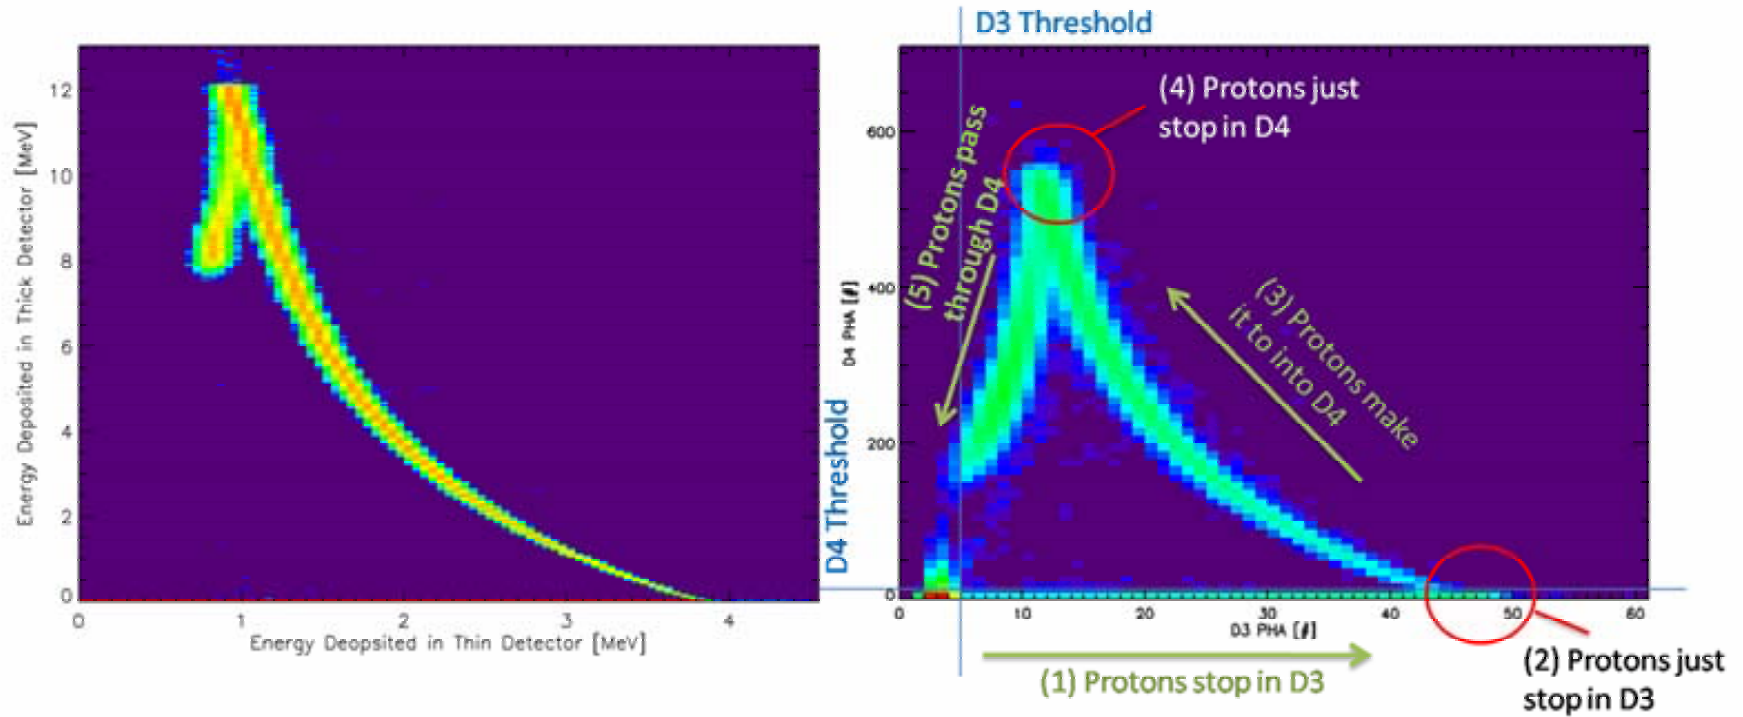 D3 Threshold
12
10
8
6
4
2
0
Energy Deposited in Thick Detector [MeV]
0 1 2 3 4
Energy Deopsited in Thin Detector [MeV]
D4 Threshold
600
400
200
0
D4 PHA [#]
0 10 20 30 40 50 60
D3 PHA [#]
(4) Protons just
stop in D4
(5) Protons pass
through D4
(3) Protons make
it to into D4
(1) Protons stop in D3
(2) Protons just
stop in D3